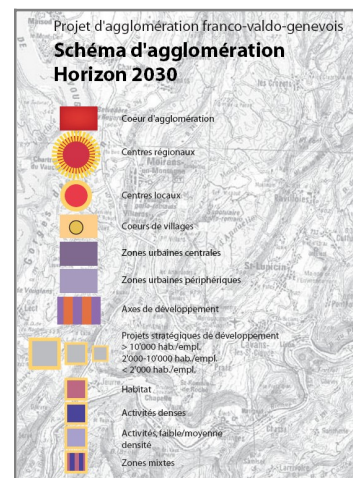 Projet d'agglomération franco-valdo-genevois
Schéma d'agglomération
Horizon 2030
Coeur d'agglomération
Centres régionaux
Centres locaux
Coeurs de villages
Zones urbaines centrales
Zones urbaines périphériques
Axes de développement
Projets stratégiques de développement
> 10'000 hab./empl.
2'000-10'000 hab./empl.
< 2'000 hab./empl.
Habitat
Activités denses
Activités, faible/moyenne
densité
Zones mixtes